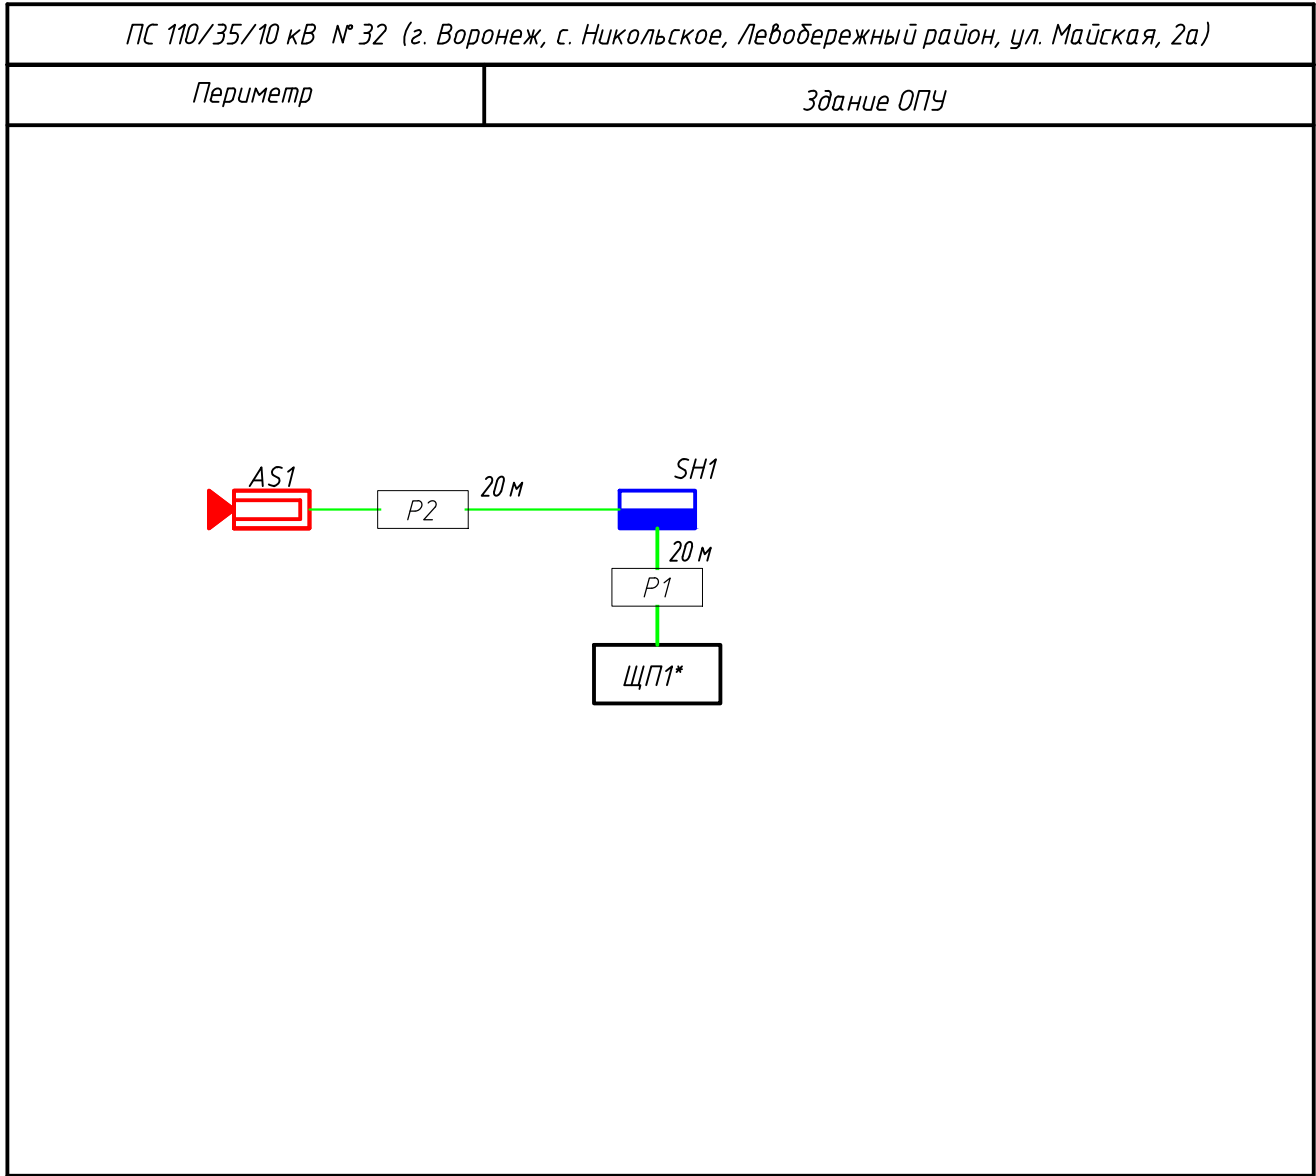 ПС 110/35/10 кВ N° 32 (г. Воронеж, с. Никольское, Левобережный район, ул. Майская, 2а)
Периметр
Здание ОПУ
AS1
P2
20 м
SH1
20 м
P1
ЩП1*